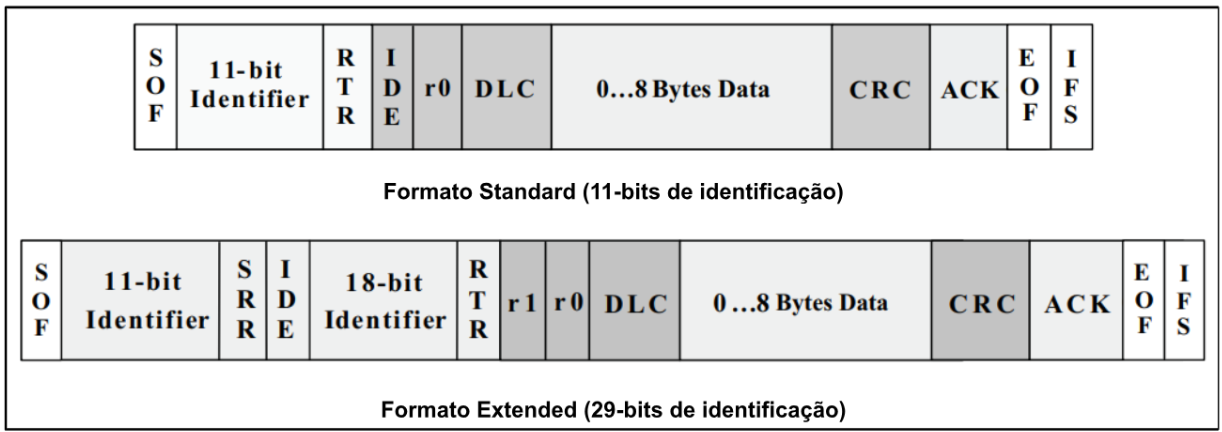 SOF 11-bit Identifier RTR IDE r0 DLC 0...8 Bytes Data CRC ACK EOF IFS
Formato Standard (11-bits de identificação)
SOF 11-bit Identifier SRR IDE 18-bit Identifier RTR r1 r0 DLC 0 ...8 Bytes Data CRC ACK EOF IFS
Formato Extended (29-bits de identificação)